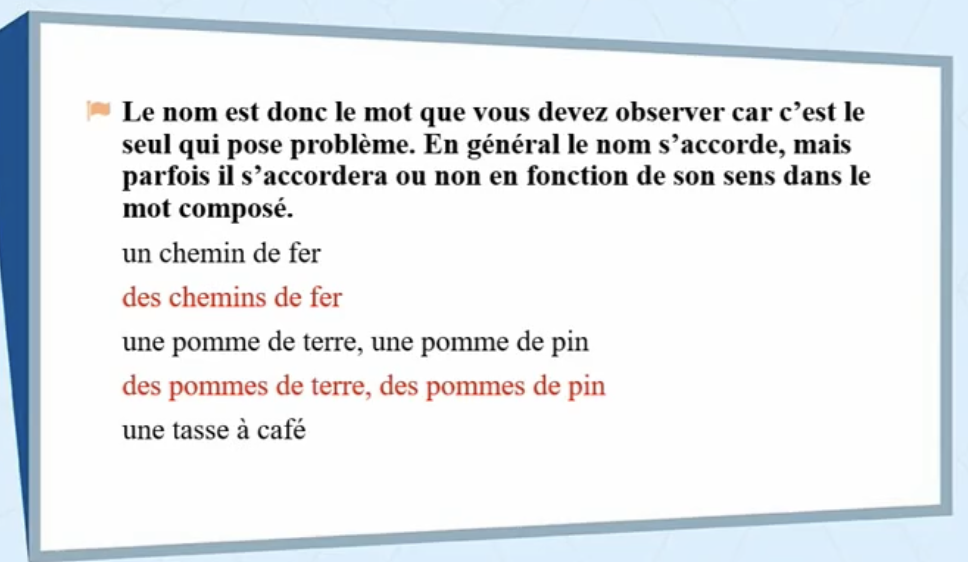 Le nom est donc le mot que vous devez observer car c’est le
seul qui pose problème. En général le nom s’accorde, mais
parfois il s’accordera ou non en fonction de son sens dans le
mot composé.
un chemin de fer
des chemins de fer
une pomme de terre, une pomme de pin
des pommes de terre, des pommes de pin
une tasse à café